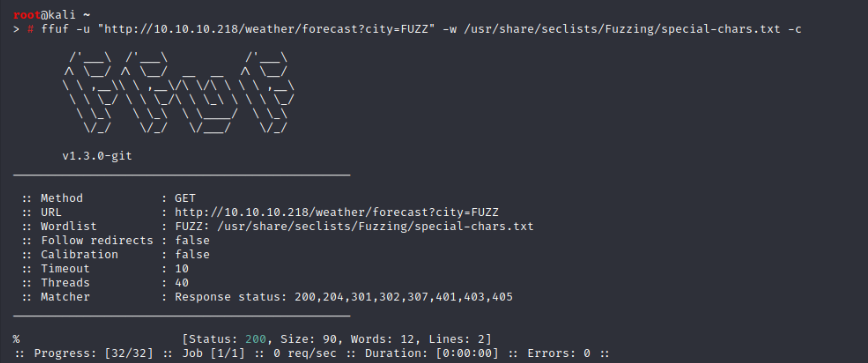 root@kali ~
> # ffuf -u "http://10.10.10.218/weather/forecast?city=FUZZ" -w /usr/share/seclists/Fuzzing/special-chars.txt -c
v1.3.0-git
:: Method : GET
:: URL : http://10.10.10.218/weather/forecast?city=FUZZ
:: Wordlist : FUZZ: /usr/share/seclists/Fuzzing/special-chars.txt
:: Follow redirects : false
:: Calibration : false
:: Timeout : 10
:: Threads : 40
:: Matcher : Response status: 200,204,301,302,307,401,403,405
% [Status: 200, Size: 90, Words: 12, Lines: 2]
:: Progress: [32/32] :: Job [1/1] :: 0 req/sec :: Duration: [0:00:00] :: Errors: 0 ::